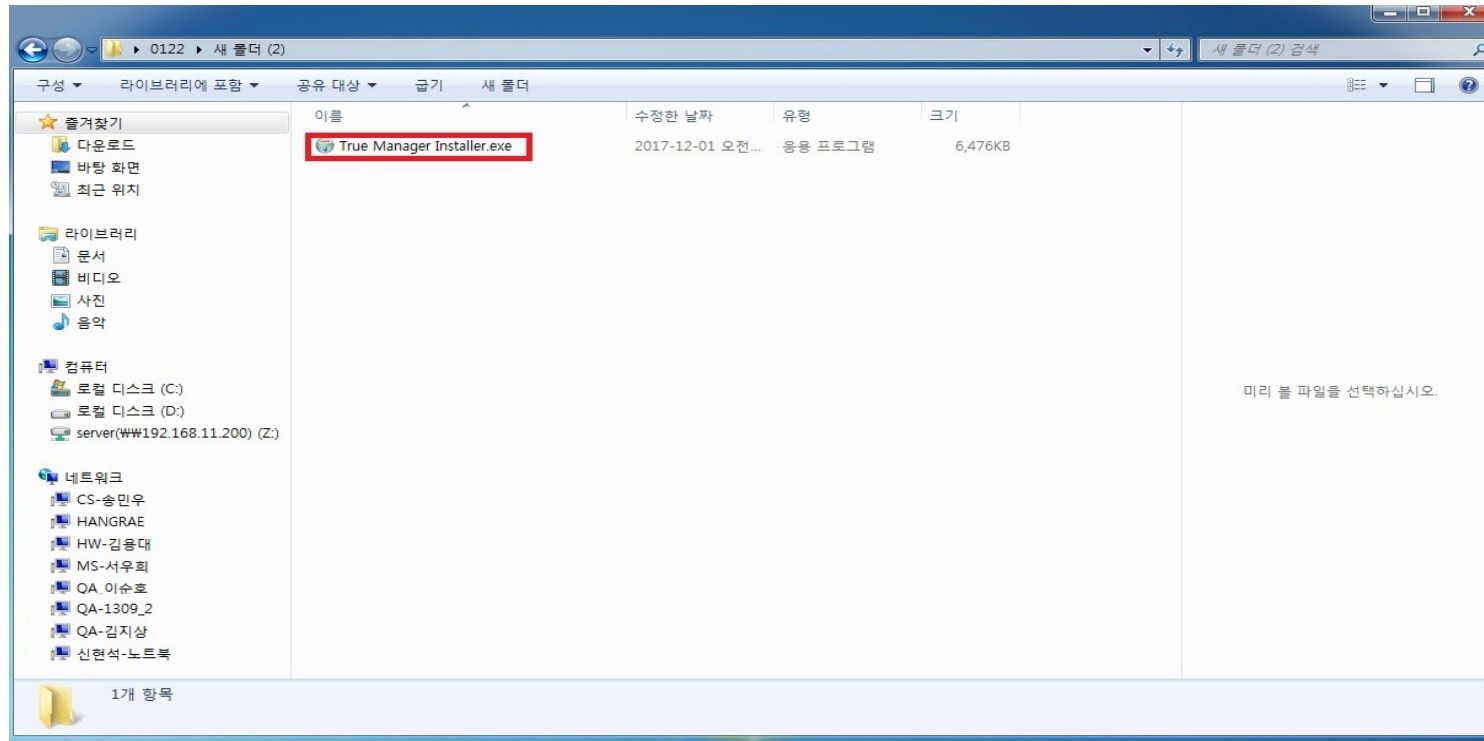 0122 ▸ 새 폴더 (2)
새 폴더 (2) 검색
구성 라이브러리에 포함 공유 대상 굽기 새 폴더
이름 수정한 날짜 유형 크기
True Manager Installer.exe 2017-12-01 오전... 응용 프로그램 6,476KB
즐겨찾기
다운로드
바탕 화면
최근 위치
라이브러리
문서
비디오
사진
음악
컴퓨터
로컬 디스크 (C:)
로컬 디스크 (D:)
server(₩₩192.168.11.200) (Z:)
네트워크
CS-송민우
HANGRAE
HW-김용대
MS-서우희
QA_이순호
QA-1309_2
QA-김지상
신현석-노트북
미리 볼 파일을 선택하십시오.
1개 항목